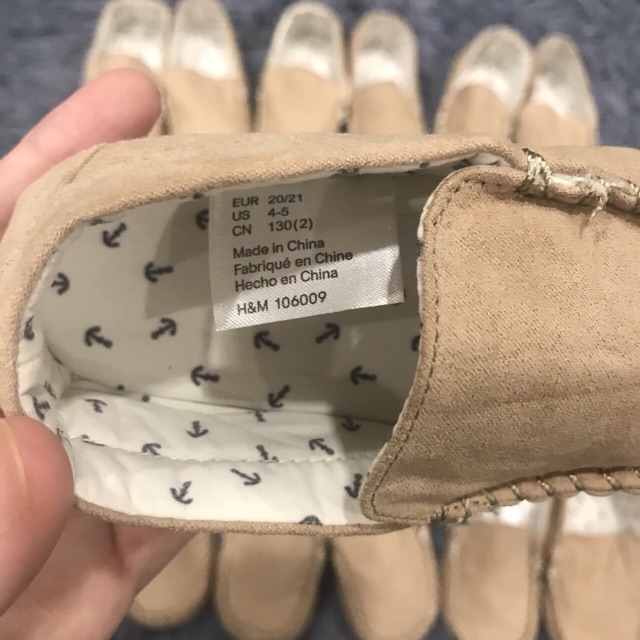 EUR 20/21
US 4-5
CN 130(2)
Made in China
Fabriqué en Chine
Hecho en China
H&M 106009